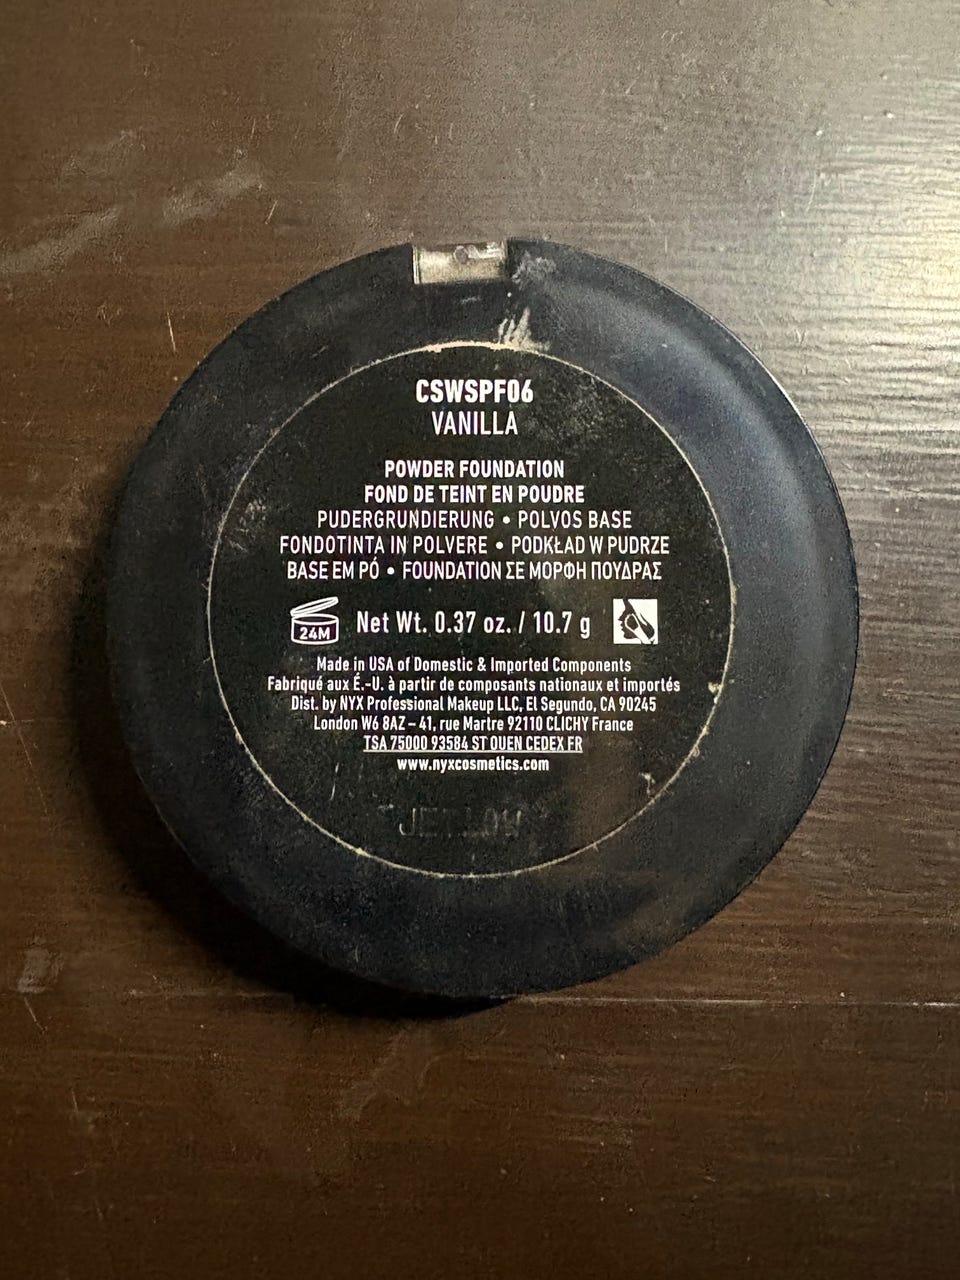 CSWSPF06
VANILLA
POWDER FOUNDATION
FOND DE TEINT EN POUDRE
PUDERGRUNDIERUNG • POLVOS BASE
FONDOTINTA IN POLVERE • PODKŁAD W PUDRZE
BASE EM PÓ • FOUNDATION ΣΕ ΜΟΡΦΗ ΠΟΥΔΡΑΣ
24M Net Wt. 0.37 oz. / 10.7 g
Made in USA of Domestic & Imported Components
Fabriqué aux É.-U. à partir de composants nationaux et importés
Dist. by NYX Professional Makeup LLC, El Segundo, CA 90245
London W6 8AZ – 41, rue Martre 92110 CLICHY France
TSA 75000 93584 ST OUEN CEDEX FR
www.nyxcosmetics.com